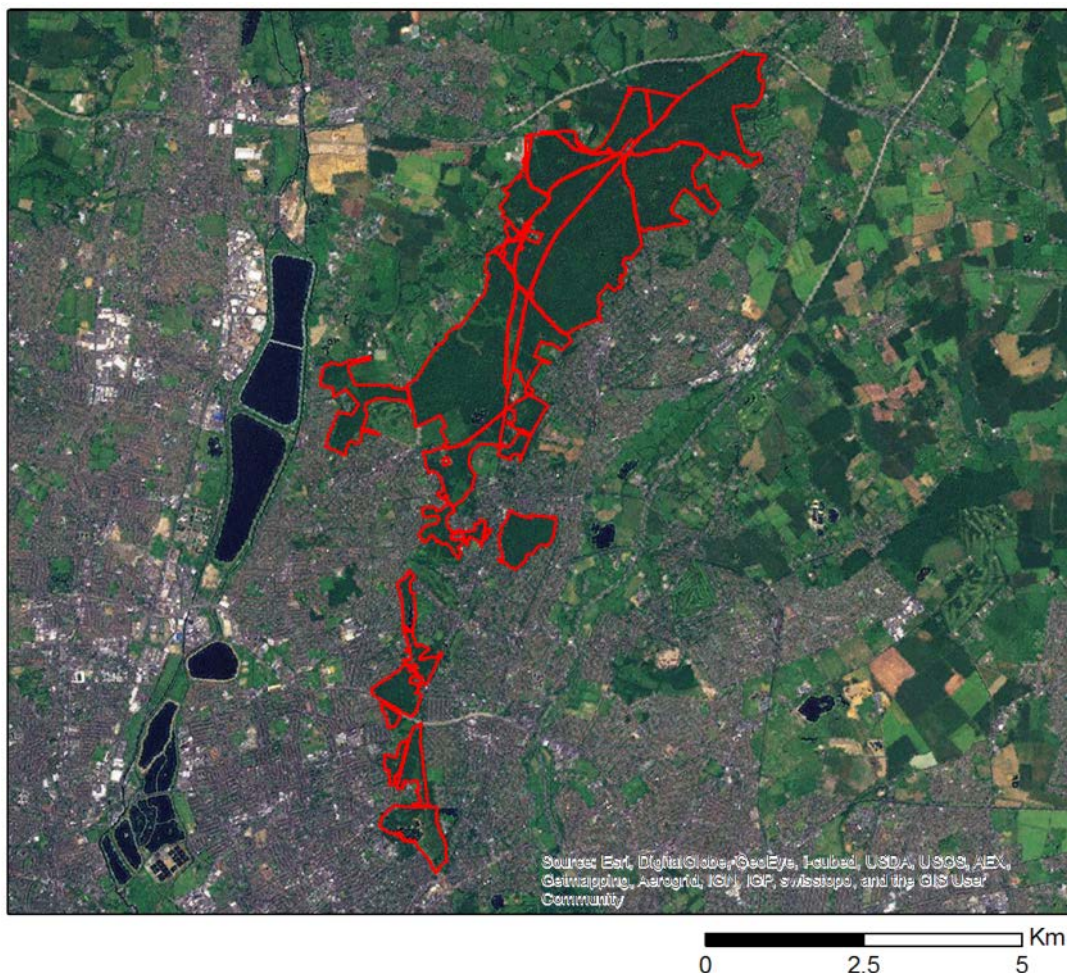 Source: Esri, DigitalGlobe, GeoEye, i-cubed, USDA, USGS, AEX,
Getmapping, Aerogrid, IGN, IGP, swisstopo, and the GIS User
Community
Km
0 2.5 5